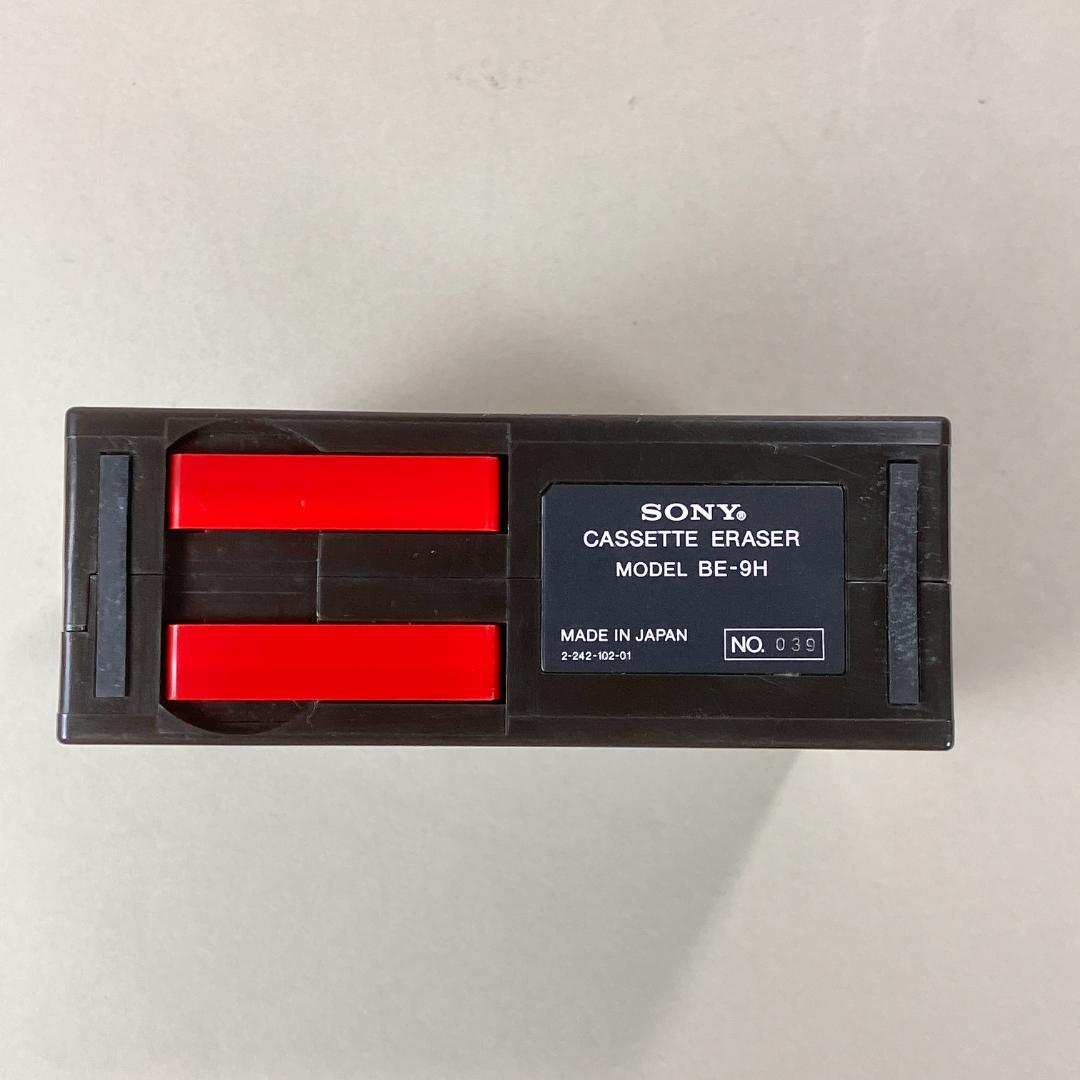 SONY®
CASSETTE ERASER
MODEL BE-9H
MADE IN JAPAN
2-242-102-01
NO. 039